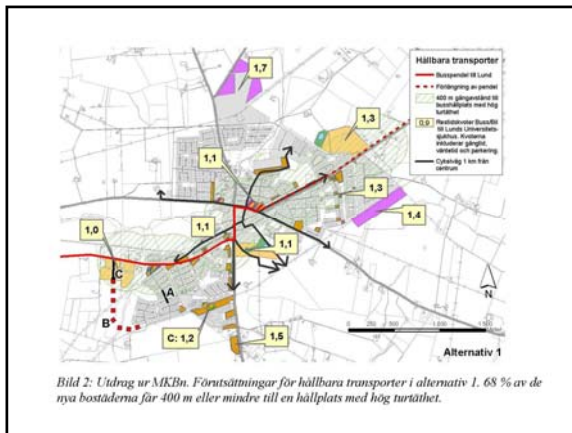 Hållbara transporter
Busspendel till Lund
Förlängning av pendel
400 m gångavstånd till
busshållplats med hög
turtäthet
0,9
Restidskvoter Buss/Bil
till Lunds Universitets-
sjukhus. Kvoterna
inkluderar gångtid,
väntetid och parkering.
Cykelväg 1 km från
centrum
1,7
1,3
1,1
1,3
1,4
1,1
1,0
1,1
C
A
B
C: 1,2
1,5
N
Alternativ 1
Bild 2: Utdrag ur MKBn. Förutsättningar för hållbara transporter i alternativ 1. 68 % av de
nya bostäderna får 400 m eller mindre till en hållplats med hög turtäthet.